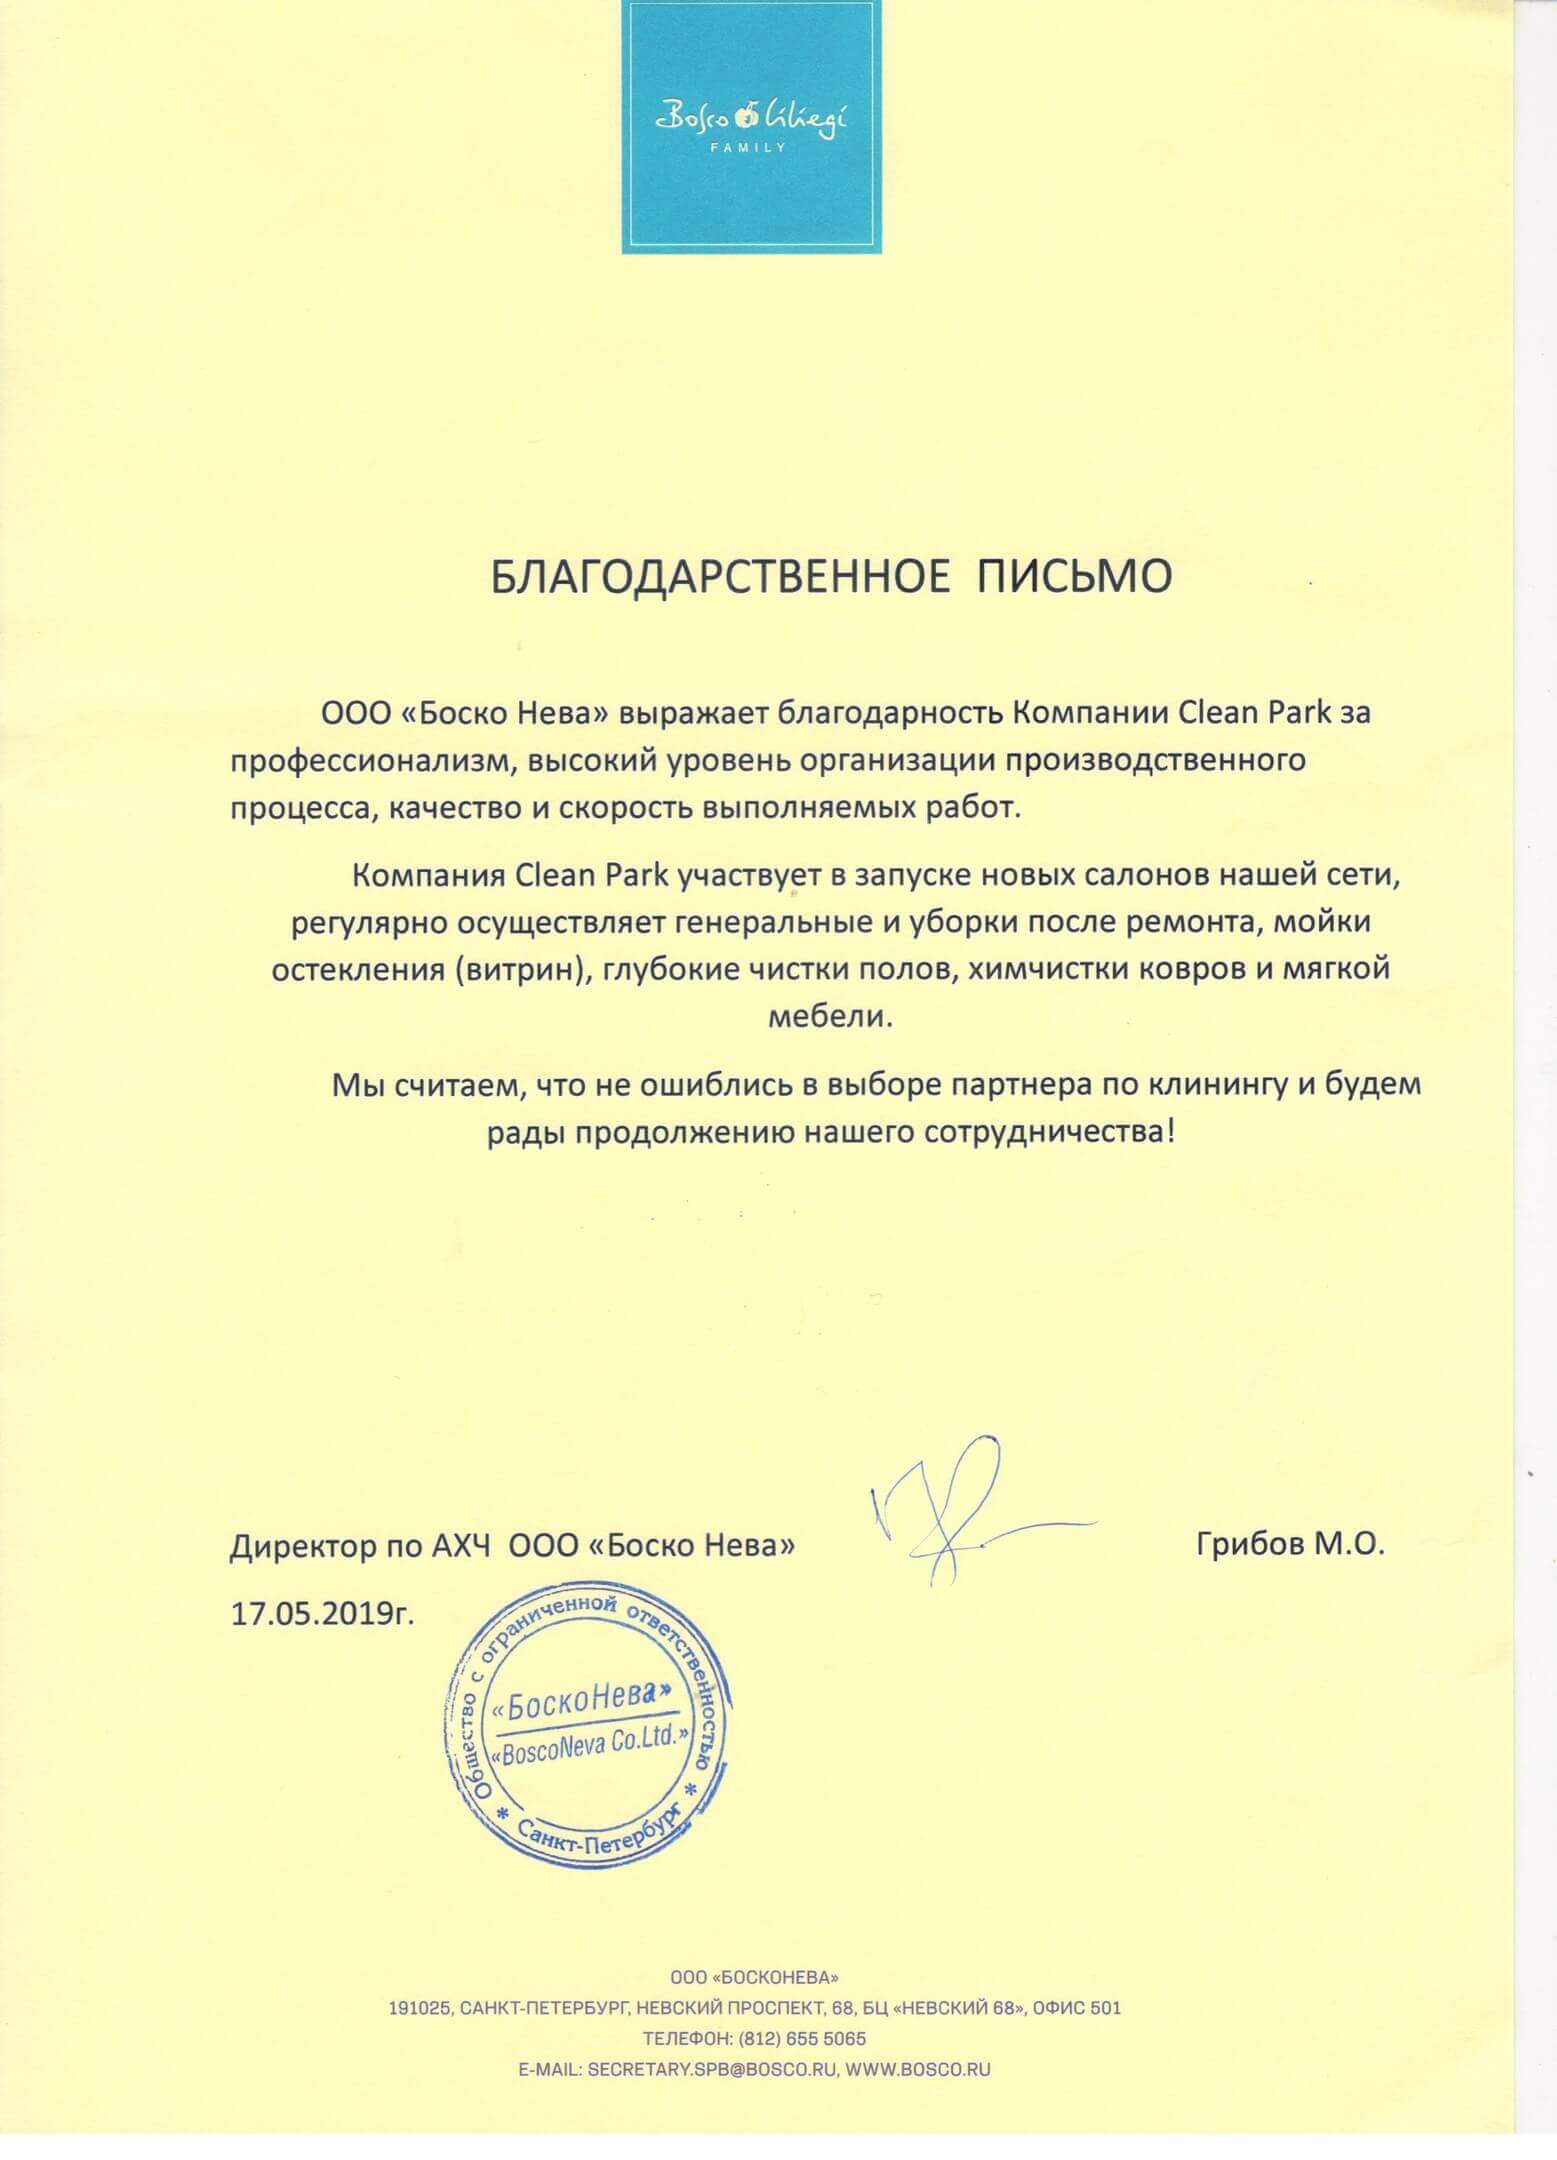 Bosco Ciliegi
FAMILY
БЛАГОДАРСТВЕННОЕ ПИСЬМО
ООО «Боско Нева» выражает благодарность Компании Clean Park за
профессионализм, высокий уровень организации производственного
процесса, качество и скорость выполняемых работ.
Компания Clean Park участвует в запуске новых салонов нашей сети,
регулярно осуществляет генеральные и уборки после ремонта, мойки
остекления (витрин), глубокие чистки полов, химчистки ковров и мягкой
мебели.
Мы считаем, что не ошиблись в выборе партнера по клинингу и будем
рады продолжению нашего сотрудничества!
Директор по АХЧ ООО «Боско Нева» Грибов М.О.
17.05.2019г.
Общество с ограниченной ответственностью
«БоскоНева»
«BoscoNeva Co.Ltd.»
* Санкт-Петербург *
ООО «БОСКОНЕВА»
191025, САНКТ-ПЕТЕРБУРГ, НЕВСКИЙ ПРОСПЕКТ, 68, БЦ «НЕВСКИЙ 68», ОФИС 501
ТЕЛЕФОН: (812) 655 5065
E-MAIL: SECRETARY.SPB@BOSCO.RU, WWW.BOSCO.RU